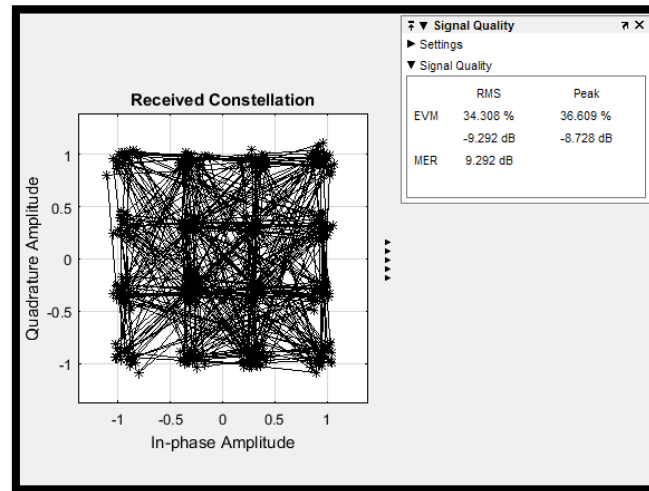 Signal Quality
Settings
Signal Quality
RMS Peak
EVM 34.308 % 36.609 %
-9.292 dB -8.728 dB
MER 9.292 dB
Received Constellation
Quadrature Amplitude
1
0.5
0
-0.5
-1
-1 -0.5 0 0.5 1
In-phase Amplitude